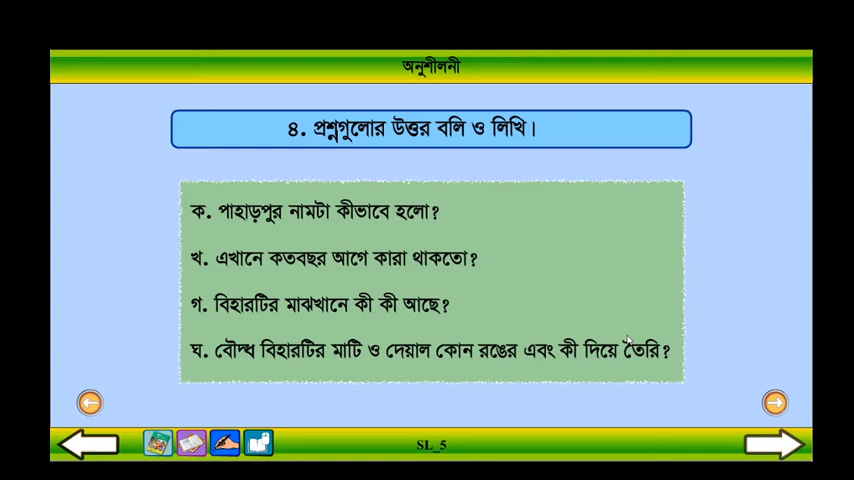 অনুশীলনী
৪. প্রশ্নগুলোর উত্তর বলি ও লিখি।
ক. পাহাড়পুর নামটা কীভাবে হলো?
খ. এখানে কতবছর আগে কারা থাকতো?
গ. বিহারটির মাঝখানে কী কী আছে?
ঘ. বৌদ্ধ বিহারটির মাটি ও দেয়াল কোন রঙের এবং কী দিয়ে তৈরি?
SL_5